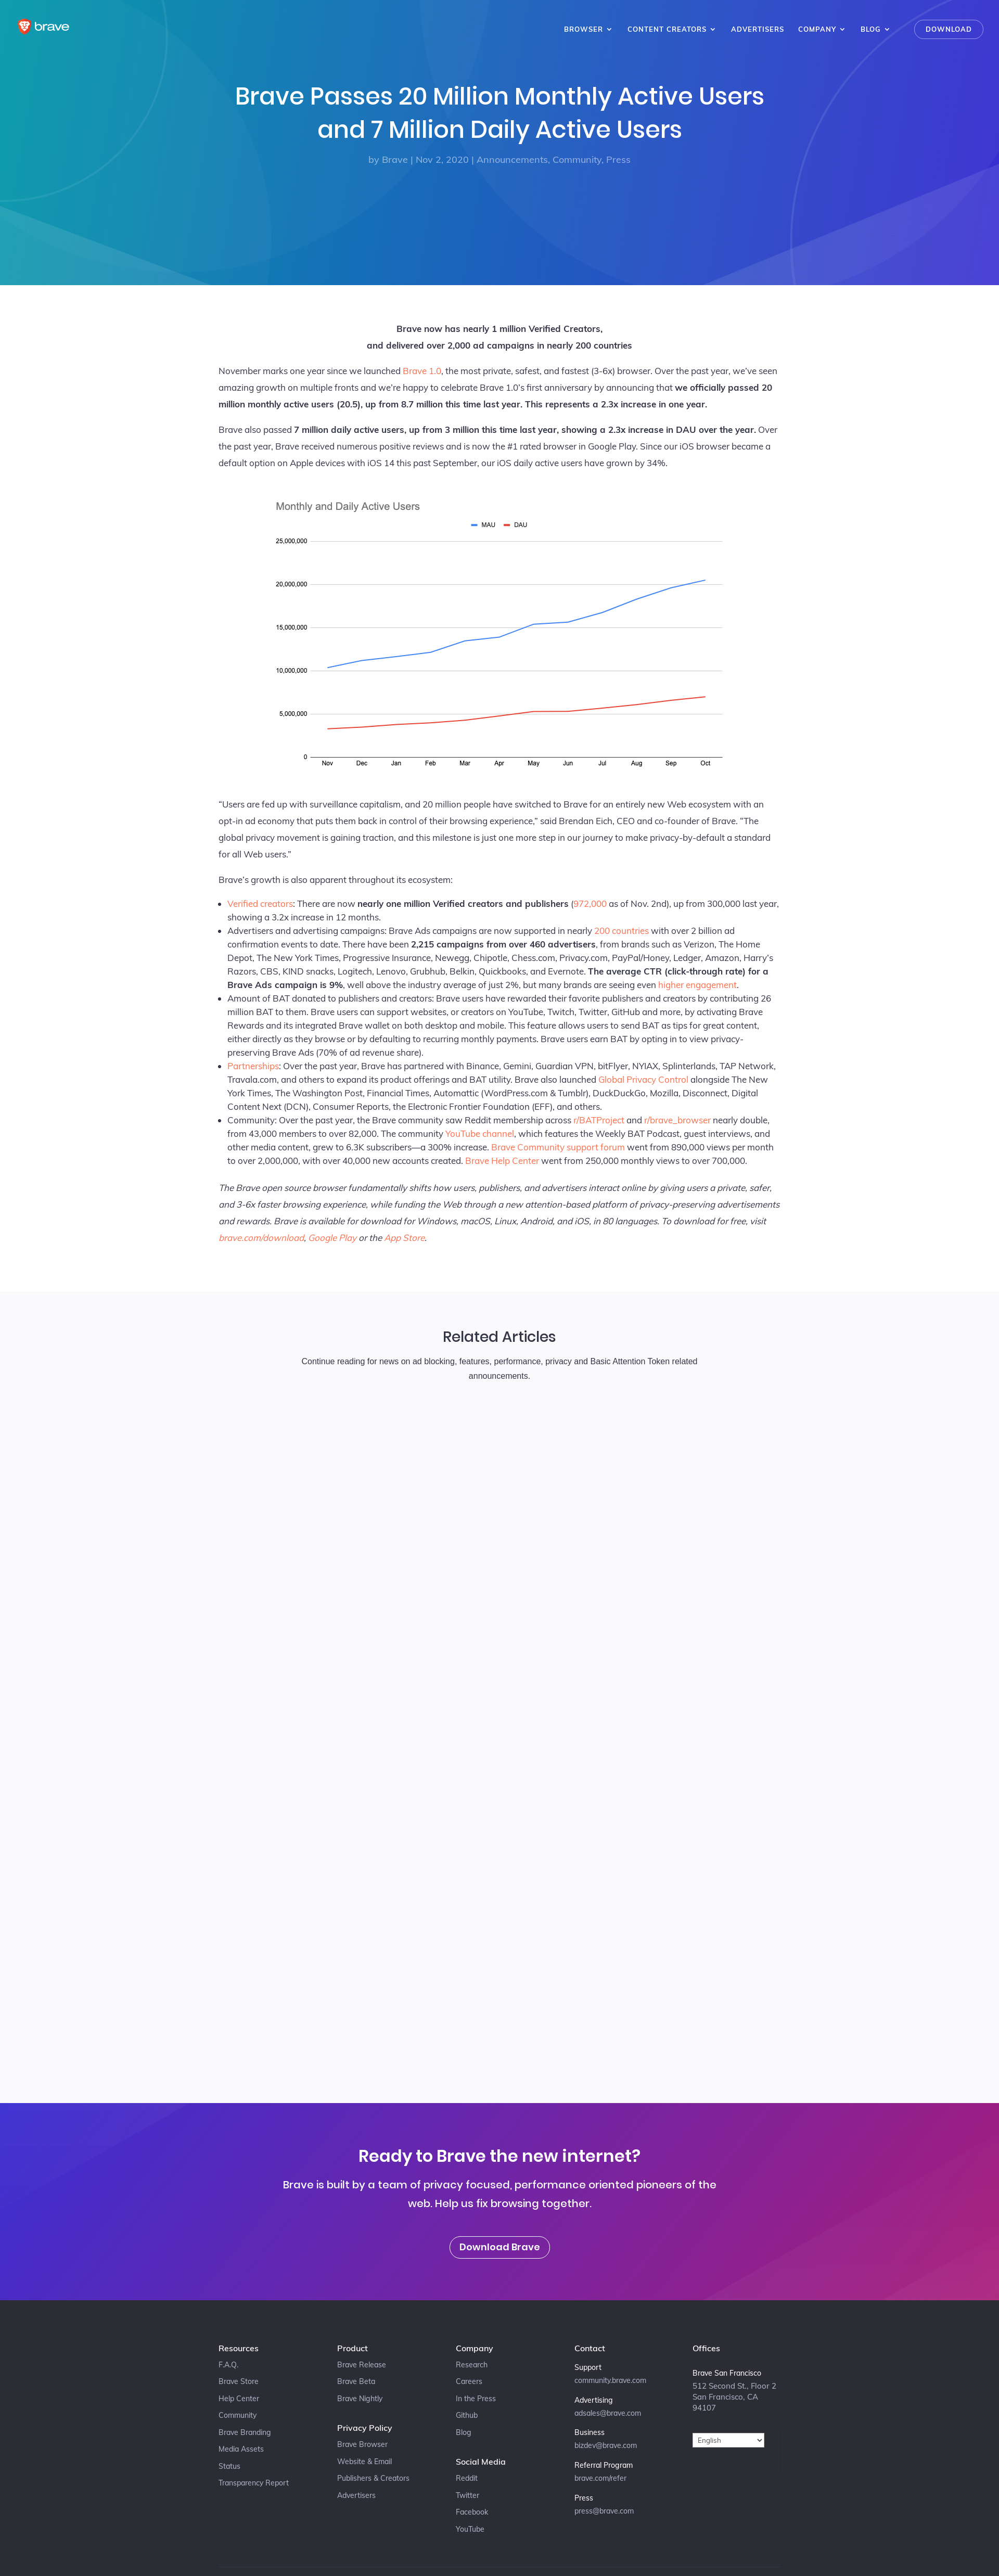 brave
BROWSER
CONTENT CREATORS
ADVERTISERS
COMPANY
BLOG
DOWNLOAD
Brave Passes 20 Million Monthly Active Users
and 7 Million Daily Active Users
by Brave | Nov 2, 2020 | Announcements, Community, Press
Brave now has nearly 1 million Verified Creators,
and delivered over 2,000 ad campaigns in nearly 200 countries
November marks one year since we launched Brave 1.0, the most private, safest, and fastest (3-6x) browser. Over the past year, we've seen
amazing growth on multiple fronts and we're happy to celebrate Brave 1.0's first anniversary by announcing that we officially passed 20
million monthly active users (20.5), up from 8.7 million this time last year. This represents a 2.3x increase in one year.
Brave also passed 7 million daily active users, up from 3 million this time last year, showing a 2.3x increase in DAU over the year. Over
the past year, Brave received numerous positive reviews and is now the #1 rated browser in Google Play. Since our iOS browser became a
default option on Apple devices with iOS 14 this past September, our iOS daily active users have grown by 34%.
Monthly and Daily Active Users
MAU DAU
25,000,000
20,000,000
15,000,000
10,000,000
5,000,000
0
Nov Dec Jan Feb Mar Apr May Jun Jul Aug Sep Oct
"Users are fed up with surveillance capitalism, and 20 million people have switched to Brave for an entirely new Web ecosystem with an
opt-in ad economy that puts them back in control of their browsing experience," said Brendan Eich, CEO and co-founder of Brave. "The
global privacy movement is gaining traction, and this milestone is just one more step in our journey to make privacy-by-default a standard
for all Web users."
Brave's growth is also apparent throughout its ecosystem:
• Verified creators: There are now nearly one million Verified creators and publishers (972,000 as of Nov. 2nd), up from 300,000 last year,
showing a 3.2x increase in 12 months.
• Advertisers and advertising campaigns: Brave Ads campaigns are now supported in nearly 200 countries with over 2 billion ad
confirmation events to date. There have been 2,215 campaigns from over 460 advertisers, from brands such as Verizon, The Home
Depot, The New York Times, Progressive Insurance, Newegg, Chipotle, Chess.com, Privacy.com, PayPal/Honey, Ledger, Amazon, Harry's
Razors, CBS, KIND snacks, Logitech, Lenovo, Grubhub, Belkin, Quickbooks, and Evernote. The average CTR (click-through rate) for a
Brave Ads campaign is 9%, well above the industry average of just 2%, but many brands are seeing even higher engagement.
• Amount of BAT donated to publishers and creators: Brave users have rewarded their favorite publishers and creators by contributing 26
million BAT to them. Brave users can support websites, or creators on YouTube, Twitch, Twitter, GitHub and more, by activating Brave
Rewards and its integrated Brave wallet on both desktop and mobile. This feature allows users to send BAT as tips for great content,
either directly as they browse or by defaulting to recurring monthly payments. Brave users earn BAT by opting in to view privacy-
preserving Brave Ads (70% of ad revenue share).
• Partnerships: Over the past year, Brave has partnered with Binance, Gemini, Guardian VPN, bitFlyer, NYIAX, Splinterlands, TAP Network,
Travala.com, and others to expand its product offerings and BAT utility. Brave also launched Global Privacy Control alongside The New
York Times, The Washington Post, Financial Times, Automattic (WordPress.com & Tumblr), DuckDuckGo, Mozilla, Disconnect, Digital
Content Next (DCN), Consumer Reports, the Electronic Frontier Foundation (EFF), and others.
• Community: Over the past year, the Brave community saw Reddit membership across r/BATProject and r/brave_browser nearly double,
from 43,000 members to over 82,000. The community YouTube channel, which features the Weekly BAT Podcast, guest interviews, and
other media content, grew to 6.3K subscribers—a 300% increase. Brave Community support forum went from 890,000 views per month
to over 2,000,000, with over 40,000 new accounts created. Brave Help Center went from 250,000 monthly views to over 700,000.
The Brave open source browser fundamentally shifts how users, publishers, and advertisers interact online by giving users a private, safer,
and 3-6x faster browsing experience, while funding the Web through a new attention-based platform of privacy-preserving advertisements
and rewards. Brave is available for download for Windows, macOS, Linux, Android, and iOS, in 80 languages. To download for free, visit
brave.com/download, Google Play or the App Store.
Related Articles
Continue reading for news on ad blocking, features, performance, privacy and Basic Attention Token related
announcements.
Ready to Brave the new internet?
Brave is built by a team of privacy focused, performance oriented pioneers of the
web. Help us fix browsing together.
Download Brave
Resources
F.A.Q.
Brave Store
Help Center
Community
Brave Branding
Media Assets
Status
Transparency Report
Product
Brave Release
Brave Beta
Brave Nightly
Privacy Policy
Brave Browser
Website & Email
Publishers & Creators
Advertisers
Company
Research
Careers
In the Press
Github
Blog
Social Media
Reddit
Twitter
Facebook
YouTube
Contact
Support
community.brave.com
Advertising
adsales@brave.com
Business
bizdev@brave.com
Referral Program
brave.com/refer
Press
press@brave.com
Offices
Brave San Francisco
512 Second St., Floor 2
San Francisco, CA
94107
English